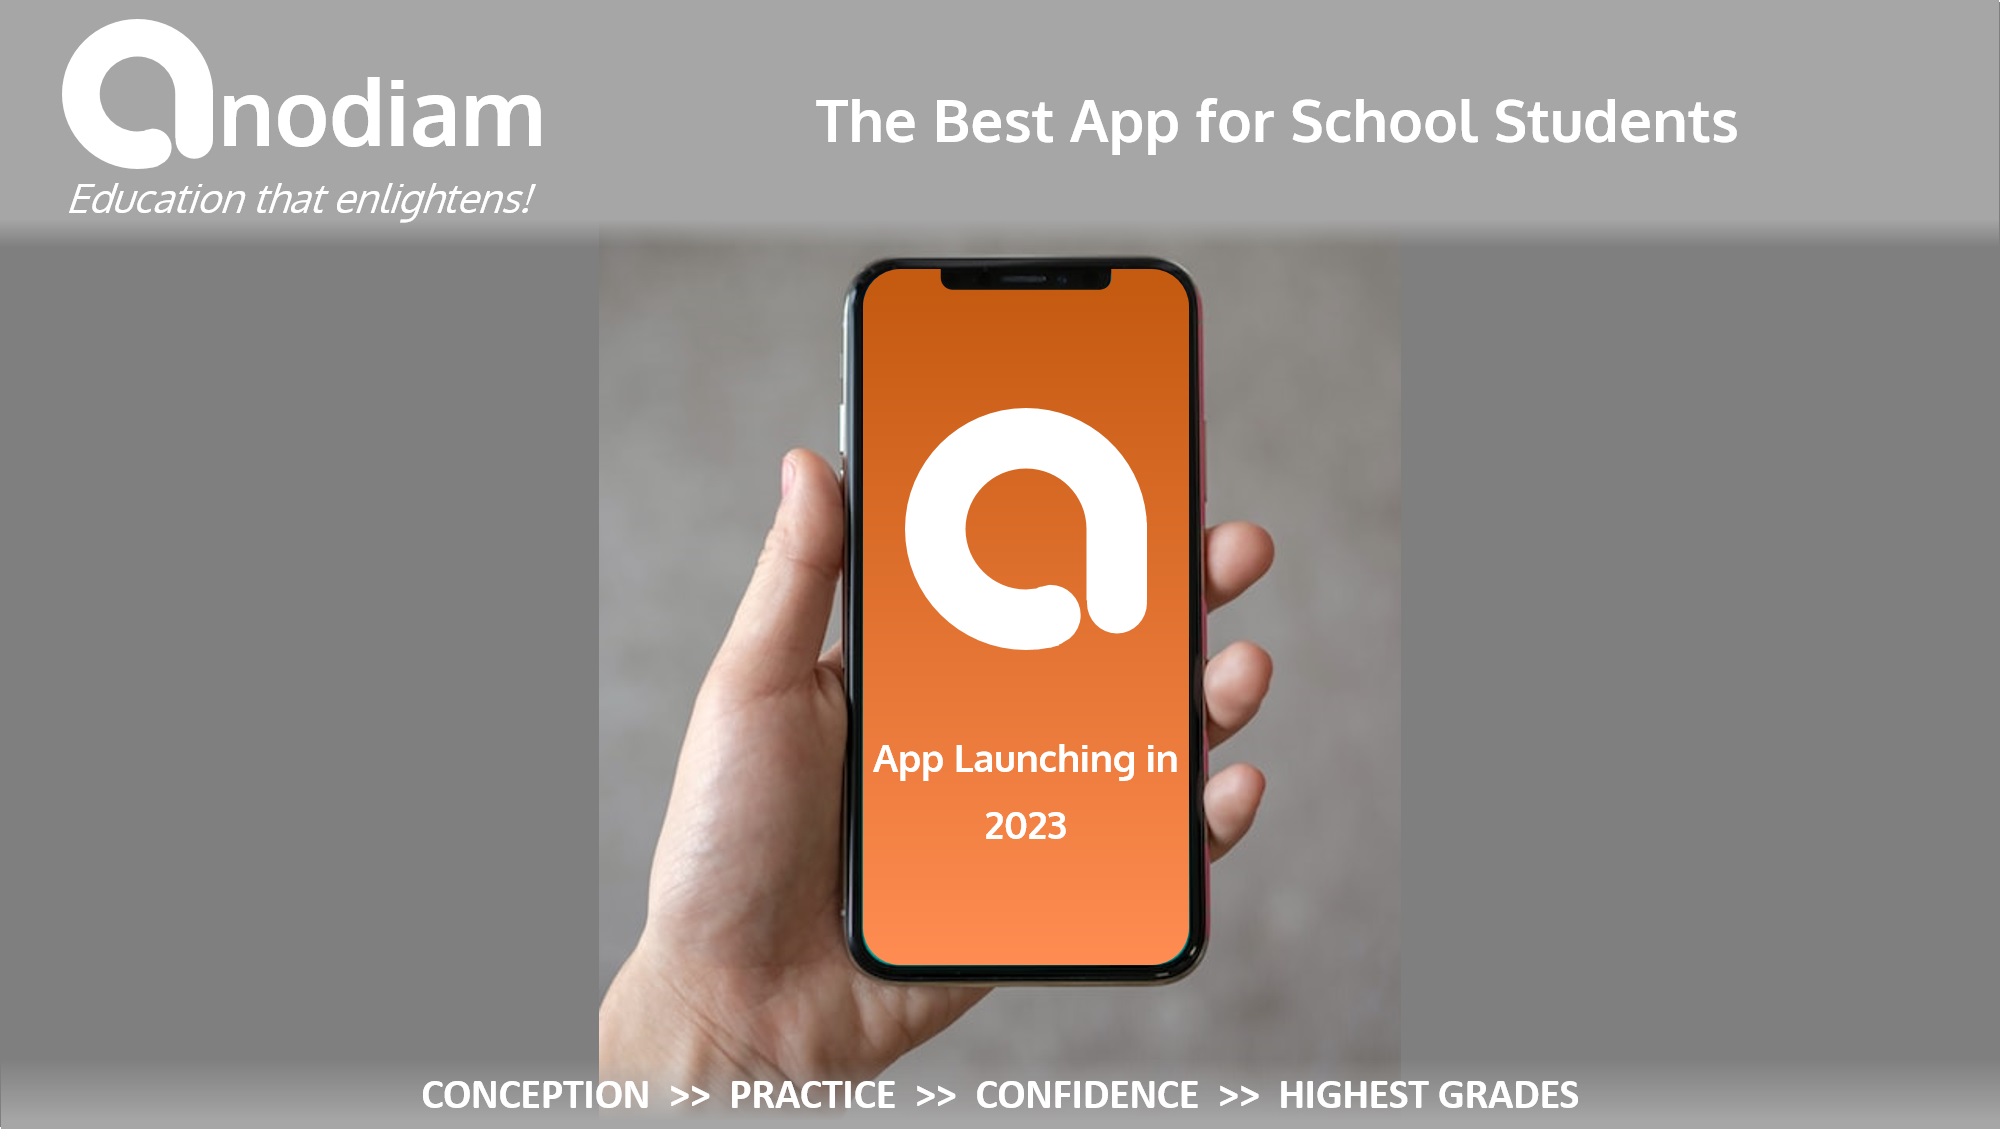 anodiam
Education that enlightens!
The Best App for School Students
App Launching in
2023
CONCEPTION >> PRACTICE >> CONFIDENCE >> HIGHEST GRADES